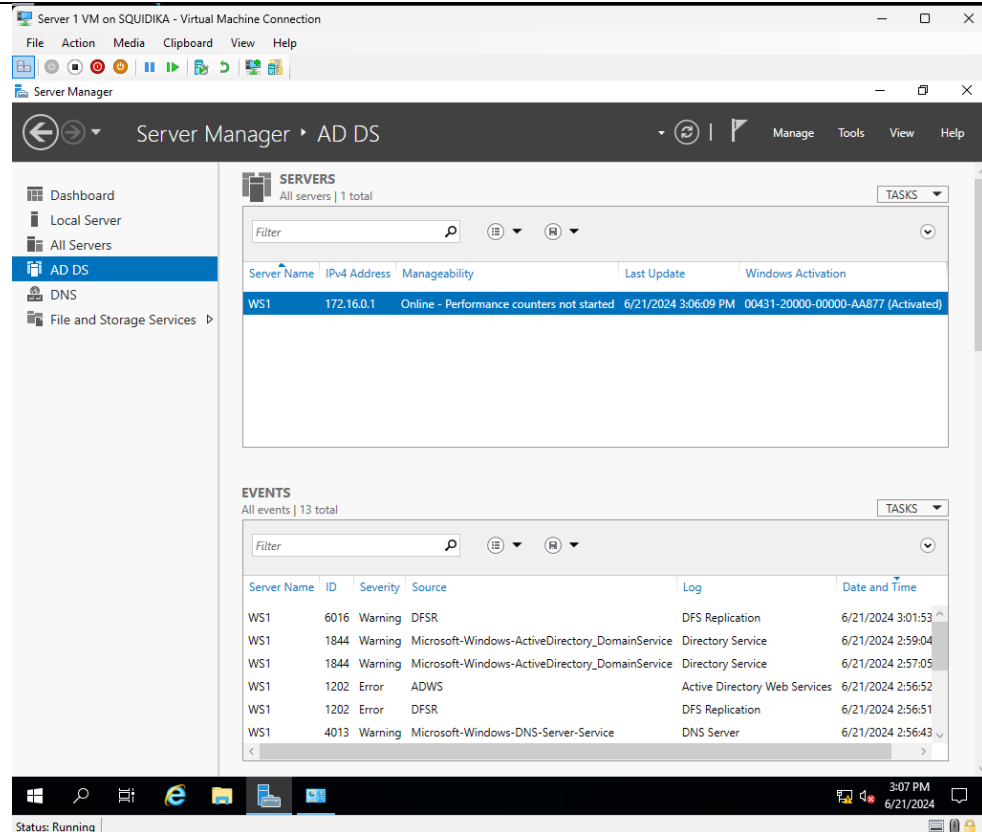 Server 1 VM on SQUIDIKA - Virtual Machine Connection
File Action Media Clipboard View Help
Server Manager
Server Manager • AD DS
Manage Tools View Help
Dashboard
Local Server
All Servers
AD DS
DNS
File and Storage Services
SERVERS
All servers | 1 total
TASKS
Filter
Server Name IPv4 Address Manageability Last Update Windows Activation
WS1 172.16.0.1 Online - Performance counters not started 6/21/2024 3:06:09 PM 00431-20000-00000-AA877 (Activated)
EVENTS
All events | 13 total
TASKS
Filter
Server Name ID Severity Source Log Date and Time
WS1 6016 Warning DFSR DFS Replication 6/21/2024 3:01:53
WS1 1844 Warning Microsoft-Windows-ActiveDirectory_DomainService Directory Service 6/21/2024 2:59:04
WS1 1844 Warning Microsoft-Windows-ActiveDirectory_DomainService Directory Service 6/21/2024 2:57:05
WS1 1202 Error ADWS Active Directory Web Services 6/21/2024 2:56:52
WS1 1202 Error DFSR DFS Replication 6/21/2024 2:56:51
WS1 4013 Warning Microsoft-Windows-DNS-Server-Service DNS Server 6/21/2024 2:56:43
3:07 PM
6/21/2024
Status: Running